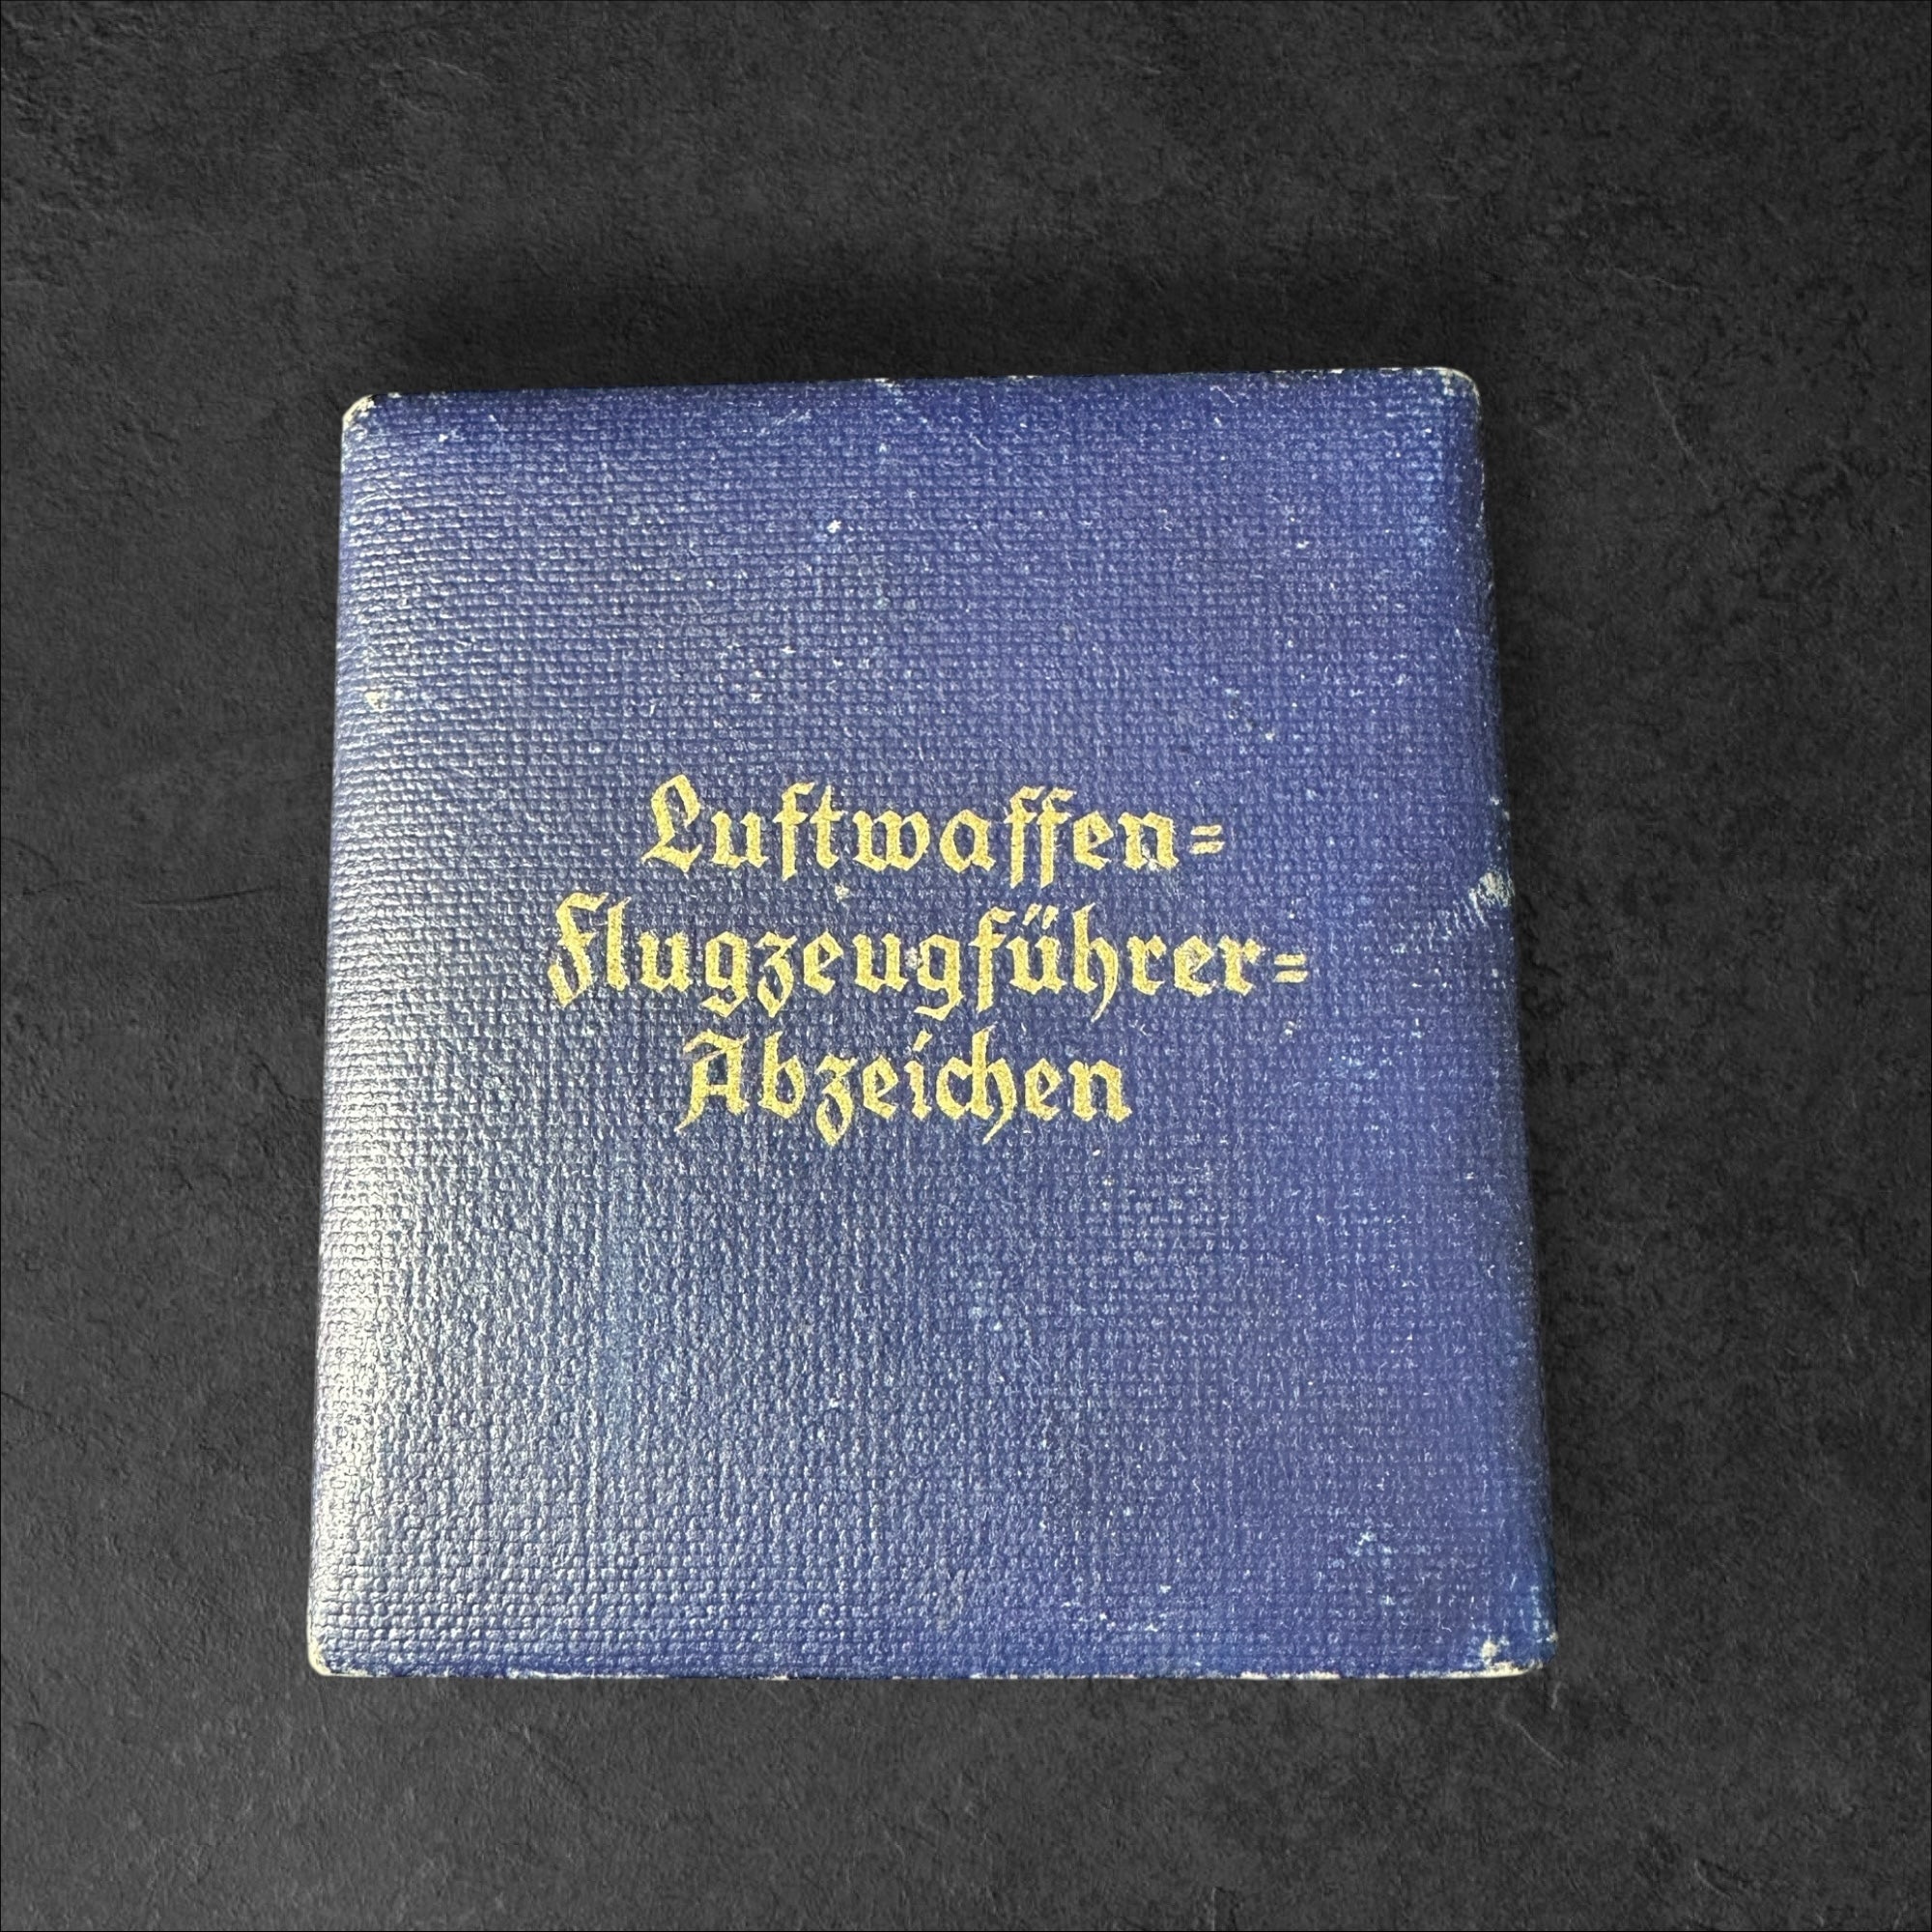 Luftwaffen=
Flugzeugführer=
Abzeichen